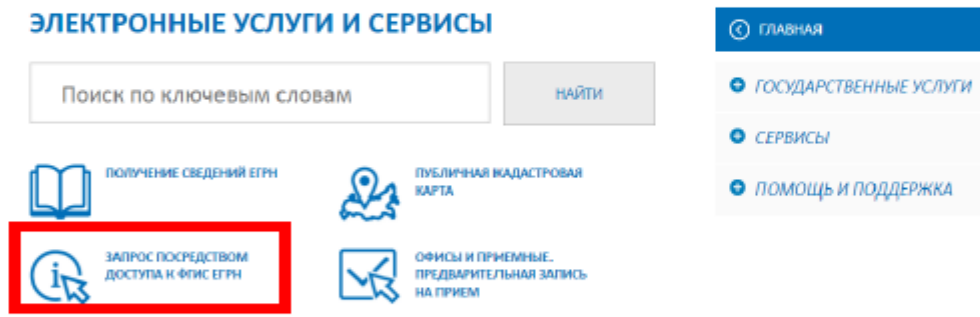 ЭЛЕКТРОННЫЕ УСЛУГИ И СЕРВИСЫ
Поиск по ключевым словам
НАЙТИ
ПОЛУЧЕНИЕ СВЕДЕНИЙ ЕГРН
ПУБЛИЧНАЯ КАДАСТРОВАЯ
КАРТА
ЗАПРОС ПОСРЕДСТВОМ
ДОСТУПА К ФГИС ЕГРН
ОФИСЫ И ПРИЕМНЫЕ.
ПРЕДВАРИТЕЛЬНАЯ ЗАПИСЬ
НА ПРИЕМ
ГЛАВНАЯ
ГОСУДАРСТВЕННЫЕ УСЛУГИ
СЕРВИСЫ
ПОМОЩЬ И ПОДДЕРЖКА